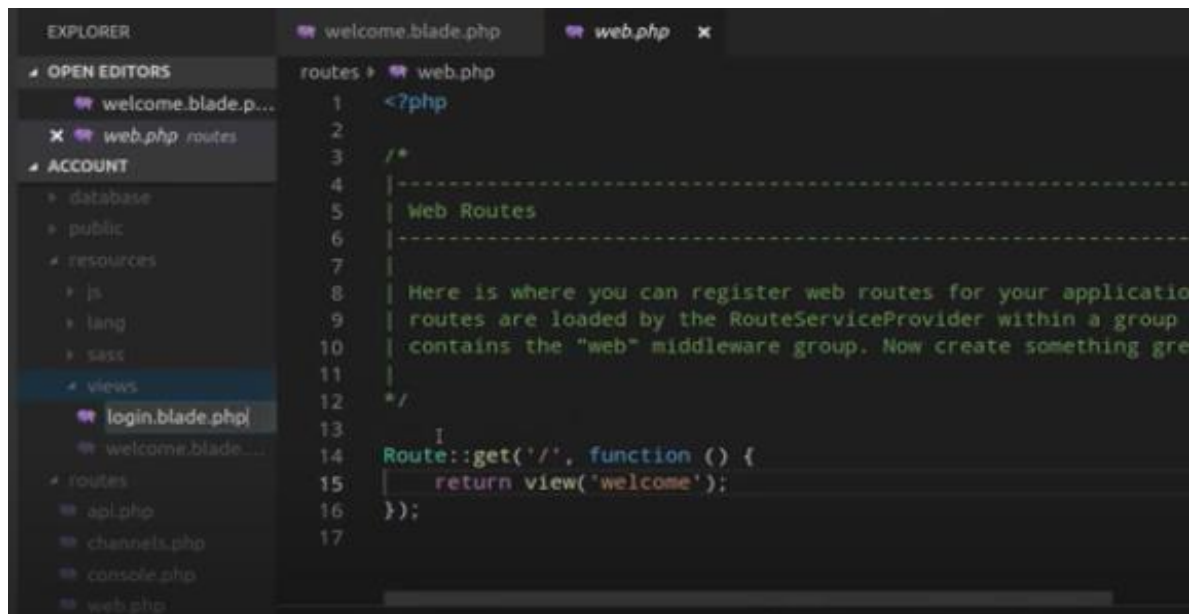 EXPLORER
OPEN EDITORS
welcome.blade.p...
web.php routes
ACCOUNT
database
public
resources
js
lang
sass
views
login.blade.php
welcome.blade....
routes
api.php
channels.php
console.php
web.php
welcome.blade.php web.php
routes web.php
1 <?php
2
3 /*
4 |--------------------------------------------------------------------------
5 | Web Routes
6 |--------------------------------------------------------------------------
7 |
8 | Here is where you can register web routes for your applicatio
9 | routes are loaded by the RouteServiceProvider within a group
10 | contains the "web" middleware group. Now create something gre
11 |
12 */
13
14 Route::get('/', function () {
15 return view('welcome');
16 });
17